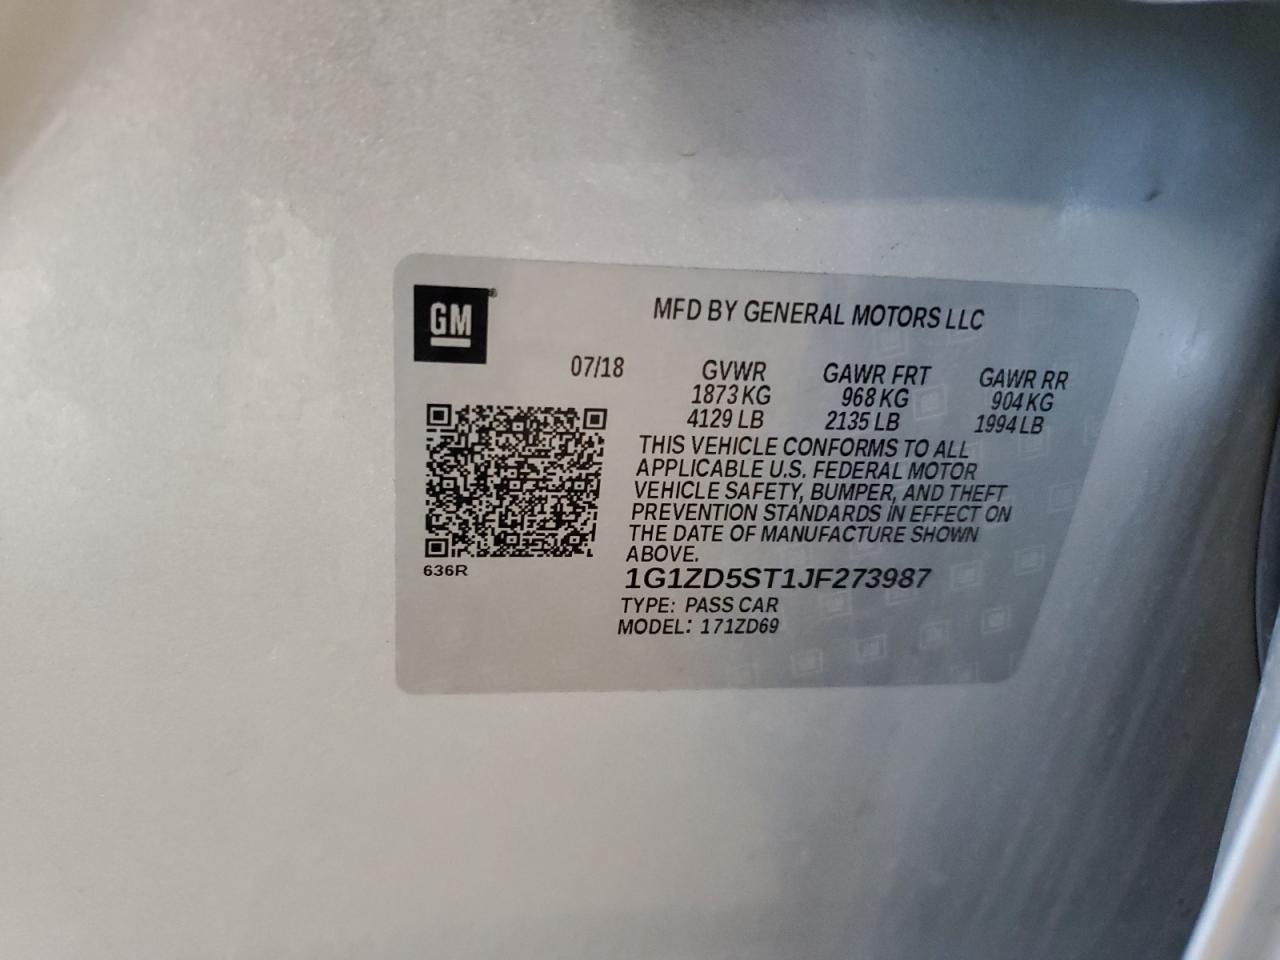 GM®
MFD BY GENERAL MOTORS LLC
07/18 GVWR GAWR FRT GAWR RR
1873 KG 968 KG 904 KG
4129 LB 2135 LB 1994 LB
THIS VEHICLE CONFORMS TO ALL
APPLICABLE U.S. FEDERAL MOTOR
VEHICLE SAFETY, BUMPER, AND THEFT
PREVENTION STANDARDS IN EFFECT ON
THE DATE OF MANUFACTURE SHOWN
ABOVE.
636R
1G1ZD5ST1JF273987
TYPE: PASS CAR
MODEL: 171ZD69